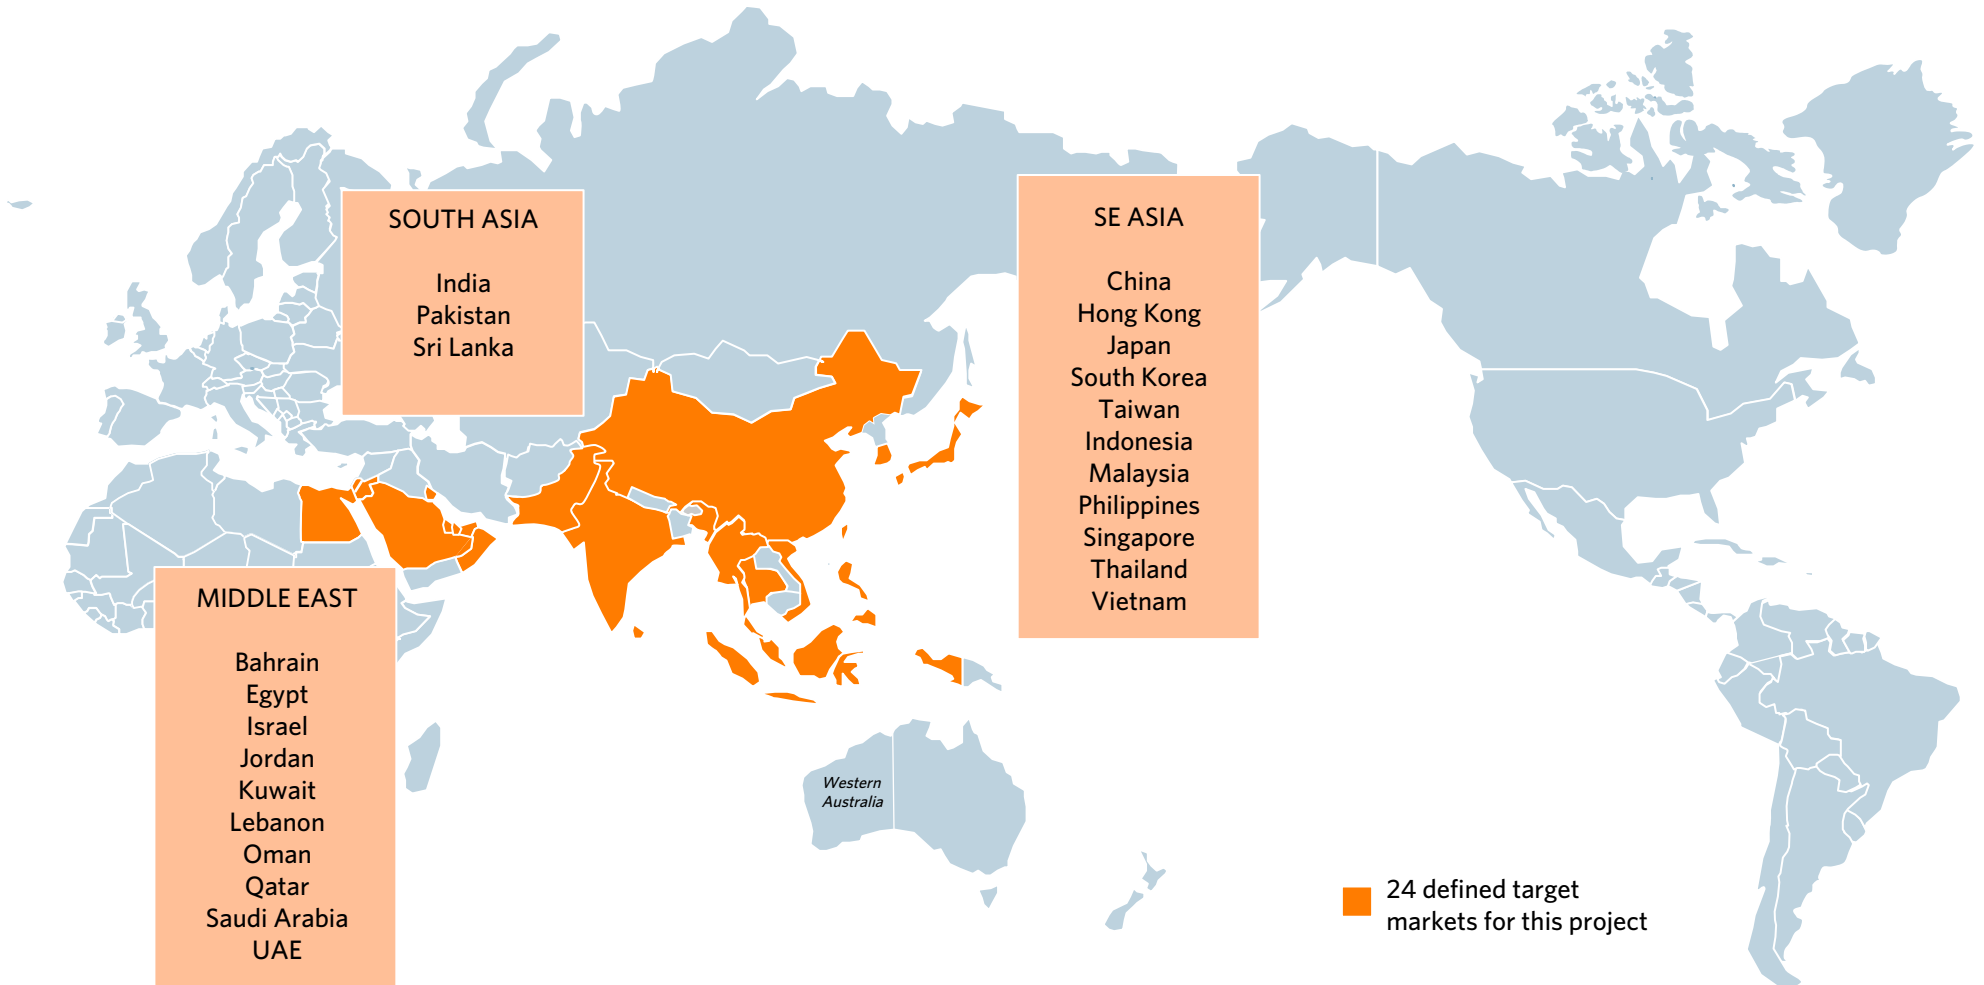 SOUTH ASIA
India
Pakistan
Sri Lanka
SE ASIA
China
Hong Kong
Japan
South Korea
Taiwan
Indonesia
Malaysia
Philippines
Singapore
Thailand
Vietnam
MIDDLE EAST
Bahrain
Egypt
Israel
Jordan
Kuwait
Lebanon
Oman
Qatar
Saudi Arabia
UAE
Western
Australia
24 defined target
markets for this project